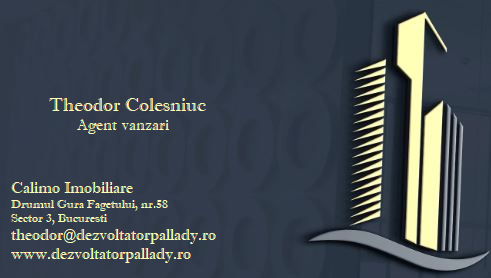 Theodor Colesniuc
Agent vanzari
Calimo Imobiliare
Drumul Gura Fagetului, nr.58
Sector 3, Bucuresti
theodor@dezvoltatorpallady.ro
www.dezvoltatorpallady.ro